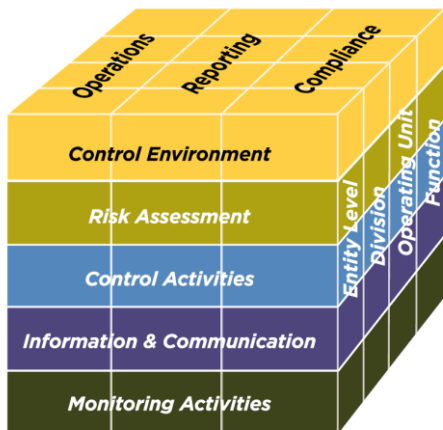 Operations
Reporting
Compliance
Control Environment
Risk Assessment
Control Activities
Information & Communication
Monitoring Activities
Entity Level
Division
Operating Unit
Function